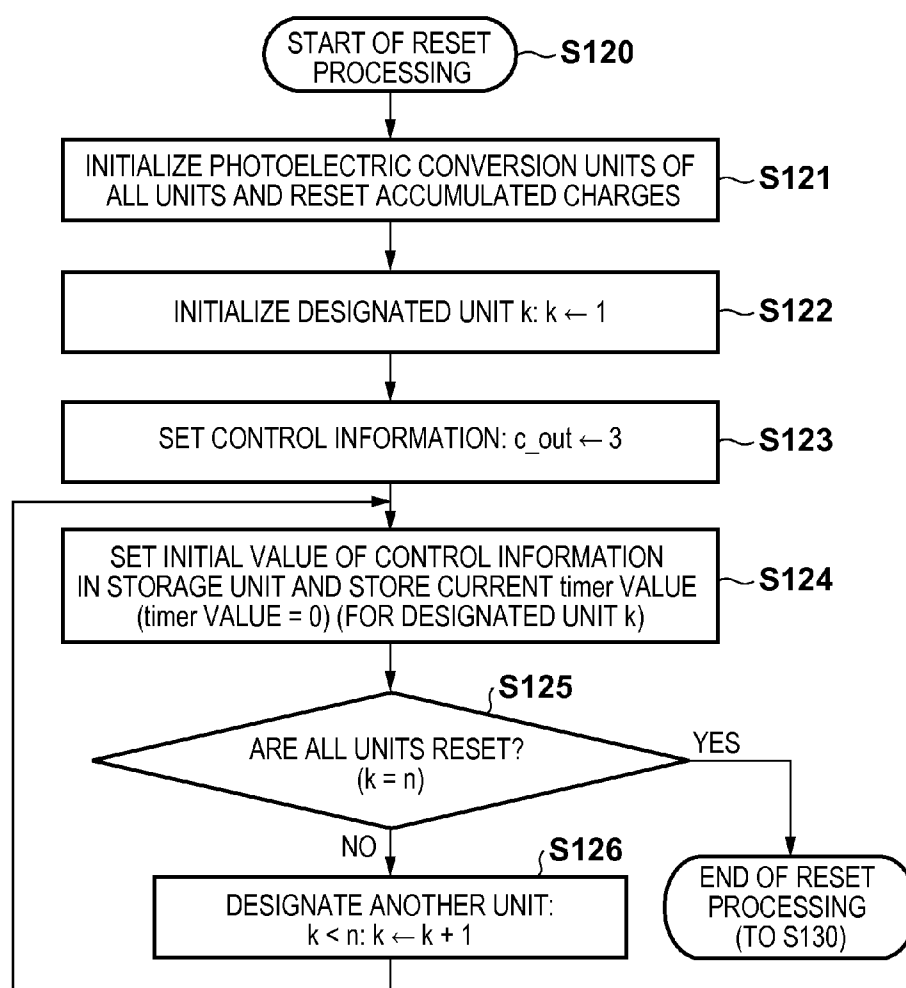 START OF RESET
PROCESSING
S120
INITIALIZE PHOTOELECTRIC CONVERSION UNITS OF
ALL UNITS AND RESET ACCUMULATED CHARGES
S121
INITIALIZE DESIGNATED UNIT k: k ← 1
S122
SET CONTROL INFORMATION: c_out ← 3
S123
SET INITIAL VALUE OF CONTROL INFORMATION
IN STORAGE UNIT AND STORE CURRENT timer VALUE
(timer VALUE = 0) (FOR DESIGNATED UNIT k)
S124
S125
ARE ALL UNITS RESET?
(k = n)
YES
NO
S126
DESIGNATE ANOTHER UNIT:
k < n: k ← k + 1
END OF RESET
PROCESSING
(TO S130)